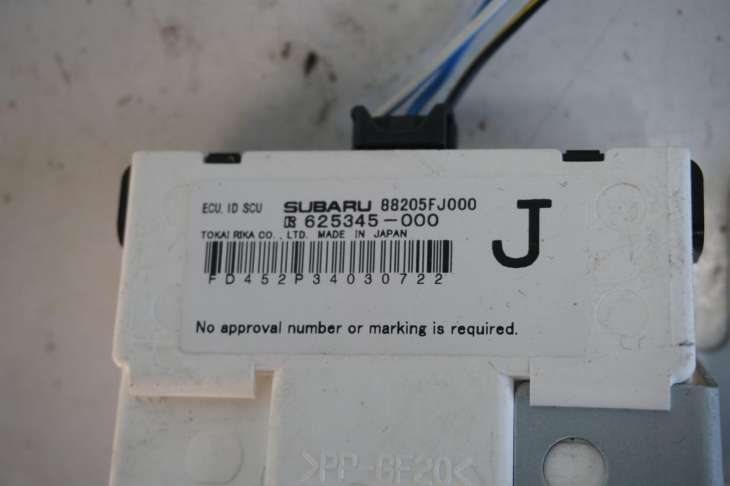 ECU, ID SCU SUBARU 88205FJ000
625345-000
TOKAI RIKA CO., LTD. MADE IN JAPAN
J
FD452P34030722
No approval number or marking is required.
>PP-GF20<